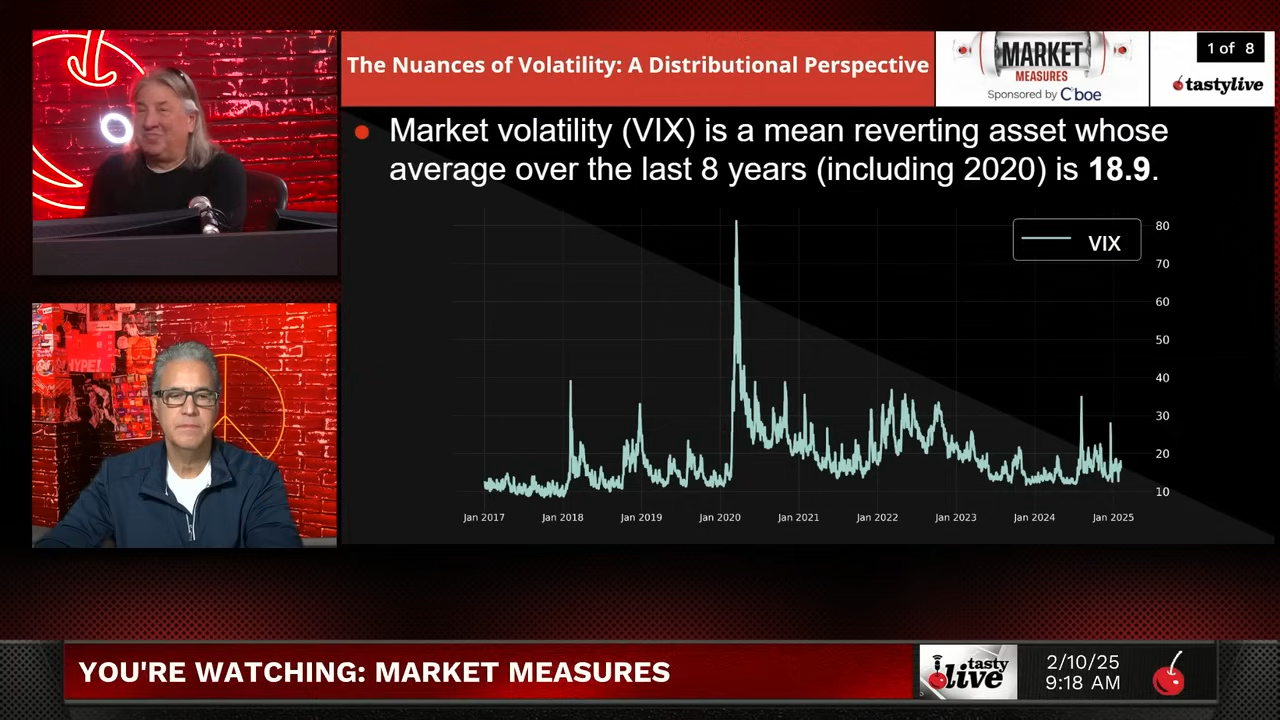 The Nuances of Volatility: A Distributional Perspective
MARKET
MEASURES
Sponsored by Cboe
1 of 8
tastylive
Market volatility (VIX) is a mean reverting asset whose
average over the last 8 years (including 2020) is 18.9.
VIX
80
70
60
50
40
30
20
10
Jan 2017 Jan 2018 Jan 2019 Jan 2020 Jan 2021 Jan 2022 Jan 2023 Jan 2024 Jan 2025
HYPE!
YOU'RE WATCHING: MARKET MEASURES
tasty
live
2/10/25
9:18 AM